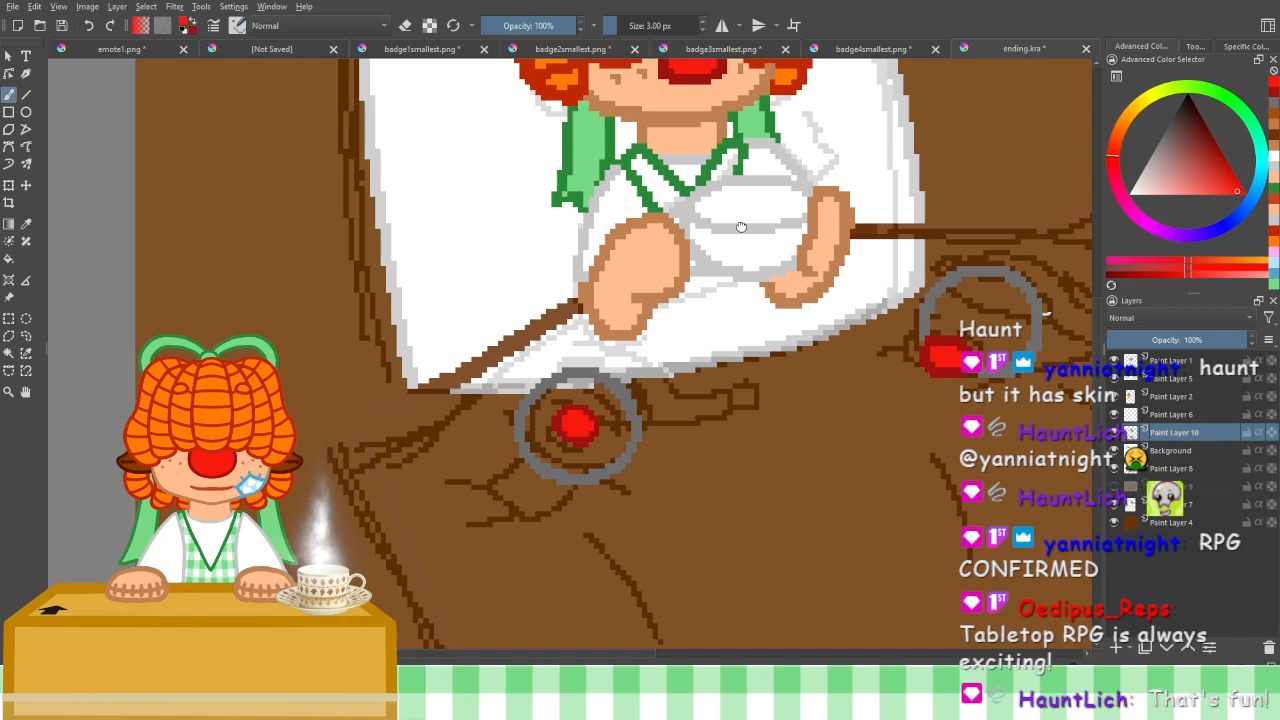 File Edit View Image Layer Select Filter Tools Settings Window Help
Normal Opacity: 100% Size: 3.00 px
emote1.png * [Not Saved] badge1smallest.png * badge2smallest.png * badge3smallest.png * badge4smallest.png * ending.kra *
Advanced Col... Too... Specific Col...
Advanced Color Selector
Layers
Normal
Opacity: 100%
Paint Layer 1
Paint Layer 5
Paint Layer 2
Paint Layer 6
Paint Layer 10
Background
Paint Layer 8
Paint Layer 4
Haunt
yanniatnight: haunt
but it has skin
HauntLich:
@yanniatnight
HauntLich:
yanniatnight: RPG
CONFIRMED
Oedipus_Reps:
Tabletop RPG is always
exciting!
HauntLich: That's fun!